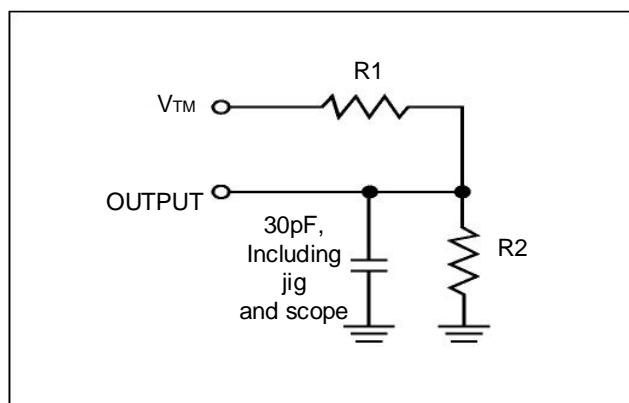 R1
VTM
OUTPUT
30pF,
Including
jig
and scope
R2